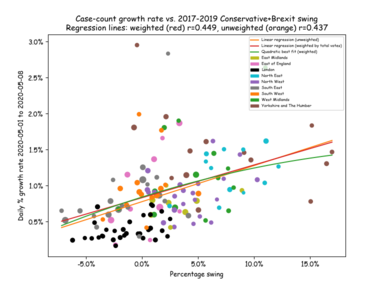 Case-count growth rate vs. 2017-2019 Conservative+Brexit swing
Regression lines: weighted (red) r=0.449, unweighted (orange) r=0.437
Linear regression (unweighted)
Linear regression (weighted by total votes)
Quadratic best fit (weighted)
East Midlands
East of England
London
North East
North West
South East
South West
West Midlands
Yorkshire and The Humber
3.0%
2.5%
2.0%
1.5%
1.0%
0.5%
Daily % growth rate 2020-05-01 to 2020-05-08
-5.0% 0.0% 5.0% 10.0% 15.0%
Percentage swing